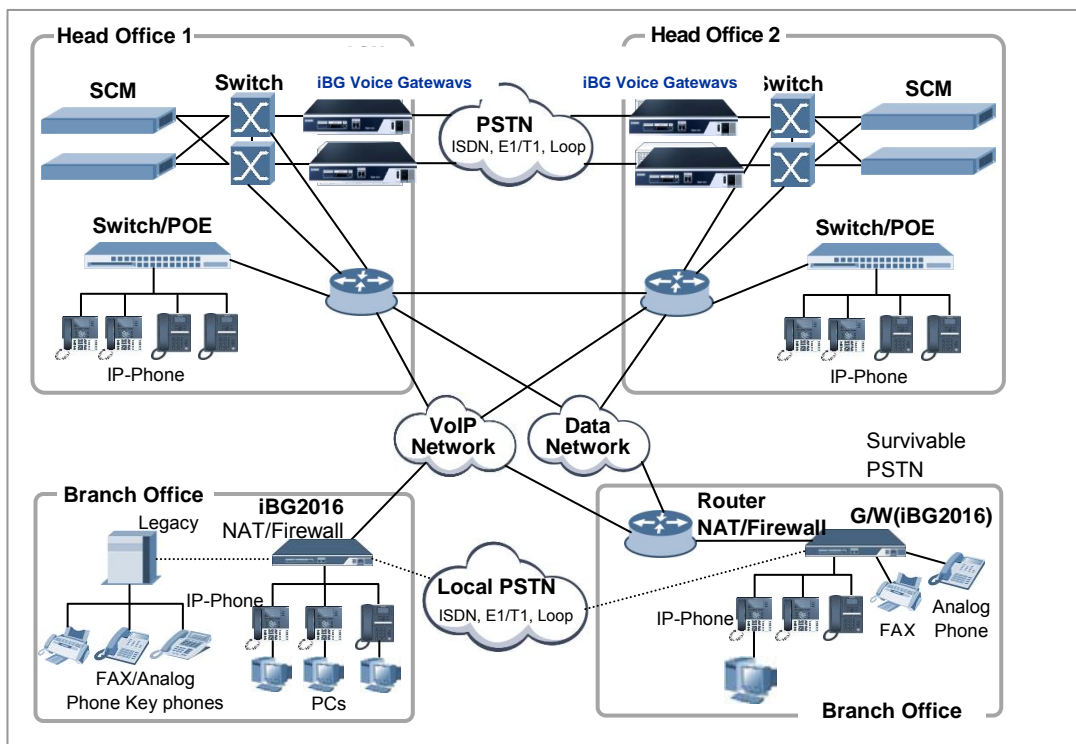 Head Office 1
Head Office 2
iBG Voice Gateways
iBG Voice Gateways
SCM
Switch
Switch
SCM
PSTN
ISDN, E1/T1, Loop
Switch/POE
Switch/POE
IP-Phone
IP-Phone
VoIP
Network
Data
Network
Survivable
PSTN
Branch Office
iBG2016
Legacy
NAT/Firewall
Router
NAT/Firewall
G/W(iBG2016)
Local PSTN
ISDN, E1/T1, Loop
IP-Phone
IP-Phone
FAX
Analog
Phone
FAX/Analog
Phone Key phones
PCs
Branch Office